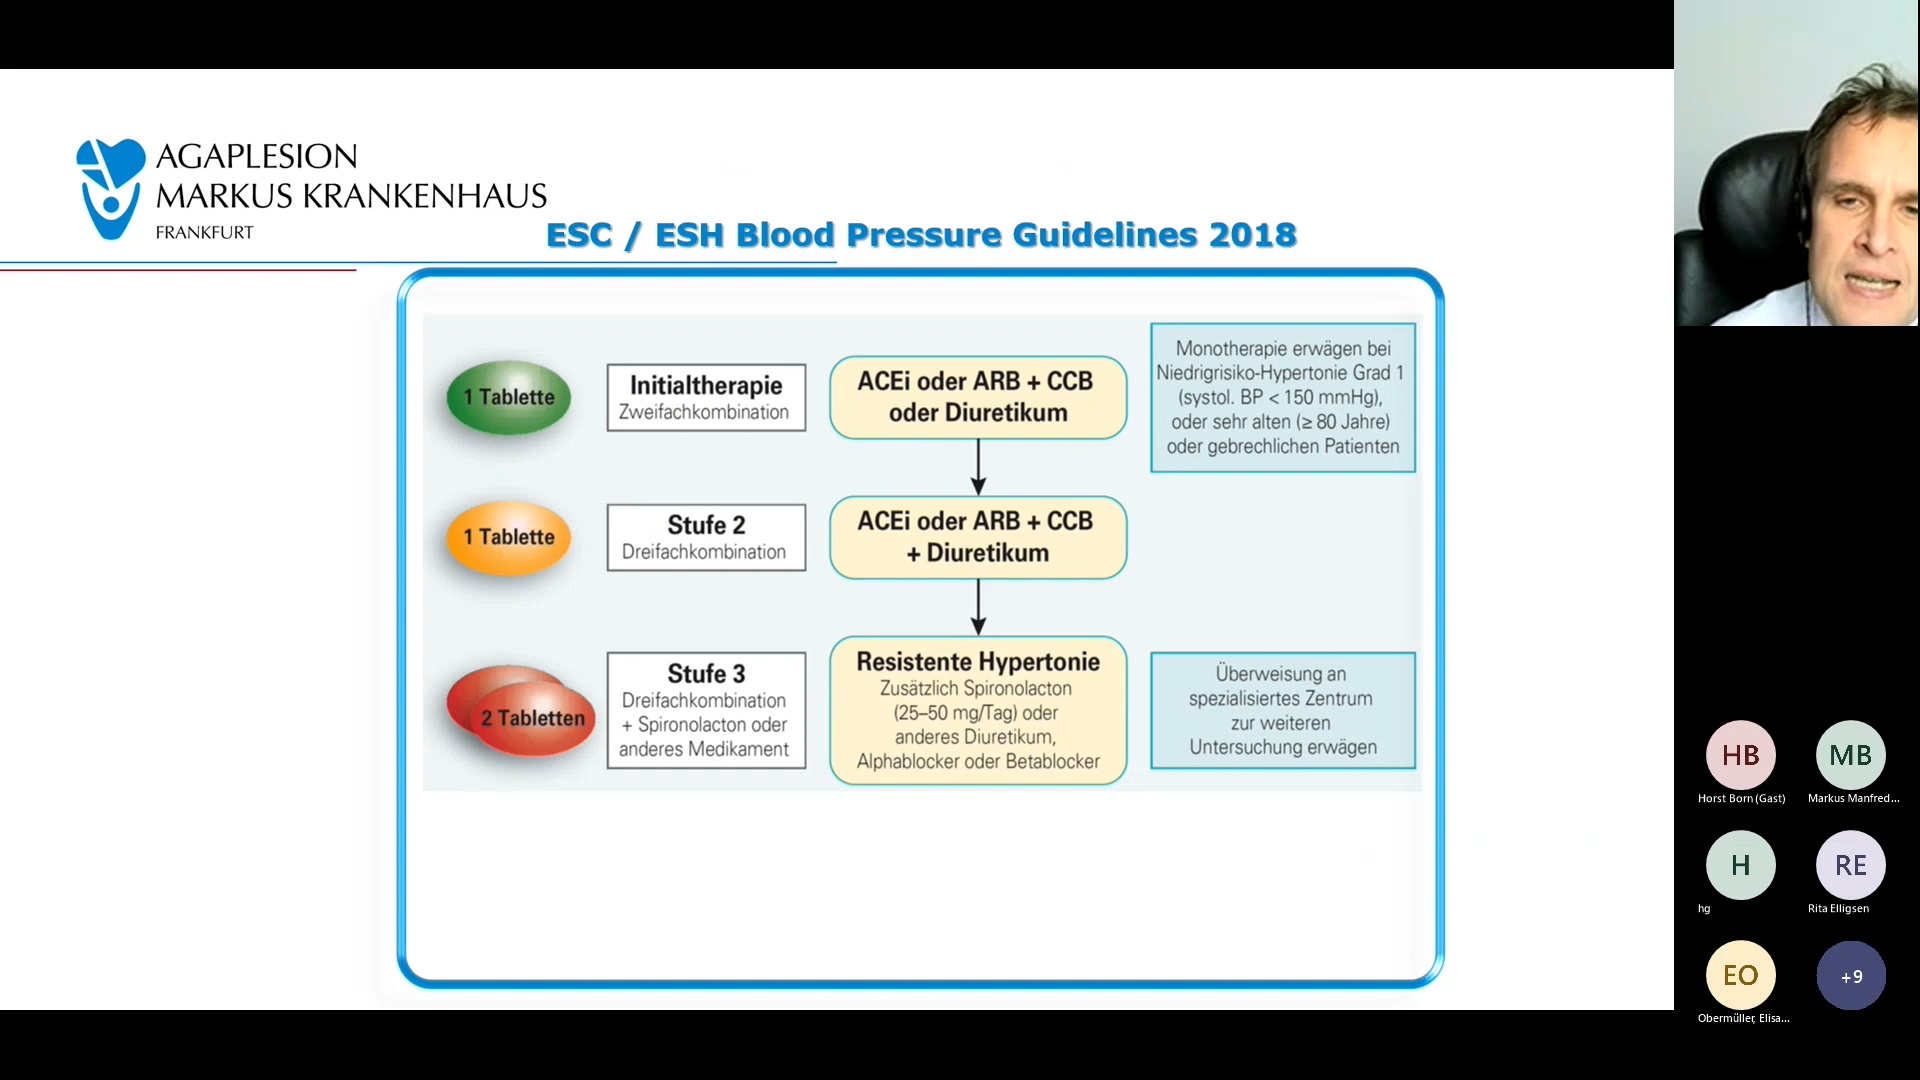 AGAPLESION
MARKUS KRANKENHAUS
FRANKFURT
ESC / ESH Blood Pressure Guidelines 2018
1 Tablette
Initialtherapie
Zweifachkombination
ACEi oder ARB + CCB
oder Diuretikum
Monotherapie erwägen bei
Niedrigrisiko-Hypertonie Grad 1
(systol. BP < 150 mmHg),
oder sehr alten (≥ 80 Jahre)
oder gebrechlichen Patienten
1 Tablette
Stufe 2
Dreifachkombination
ACEi oder ARB + CCB
+ Diuretikum
2 Tabletten
Stufe 3
Dreifachkombination
+ Spironolacton oder
anderes Medikament
Resistente Hypertonie
Zusätzlich Spironolacton
(25–50 mg/Tag) oder
anderes Diuretikum,
Alphablocker oder Betablocker
Überweisung an
spezialisiertes Zentrum
zur weiteren
Untersuchung erwägen
HB
Horst Born (Gast)
MB
Markus Manfred...
H
hg
RE
Rita Elligsen
EO
Obermüller, Elisa...
+9